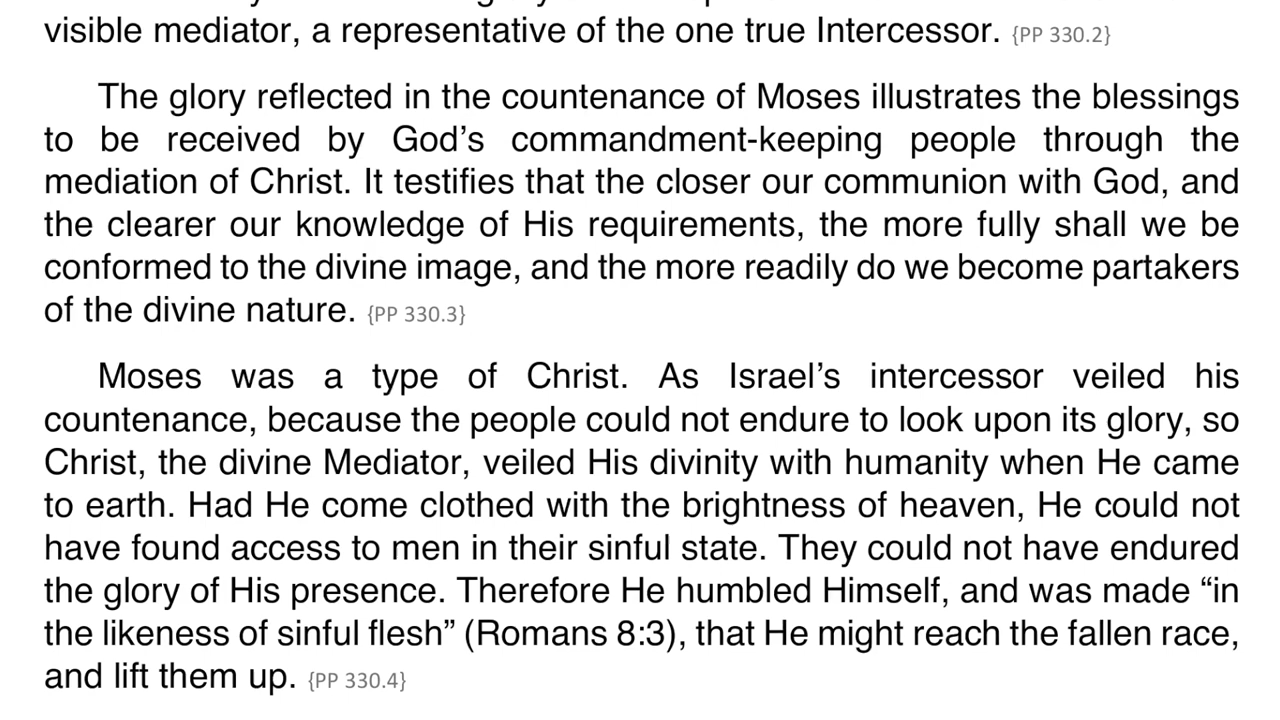 visible mediator, a representative of the one true Intercessor. {PP 330.2}
The glory reflected in the countenance of Moses illustrates the blessings
to be received by God’s commandment-keeping people through the
mediation of Christ. It testifies that the closer our communion with God, and
the clearer our knowledge of His requirements, the more fully shall we be
conformed to the divine image, and the more readily do we become partakers
of the divine nature. {PP 330.3}
Moses was a type of Christ. As Israel’s intercessor veiled his
countenance, because the people could not endure to look upon its glory, so
Christ, the divine Mediator, veiled His divinity with humanity when He came
to earth. Had He come clothed with the brightness of heaven, He could not
have found access to men in their sinful state. They could not have endured
the glory of His presence. Therefore He humbled Himself, and was made “in
the likeness of sinful flesh” (Romans 8:3), that He might reach the fallen race,
and lift them up. {PP 330.4}